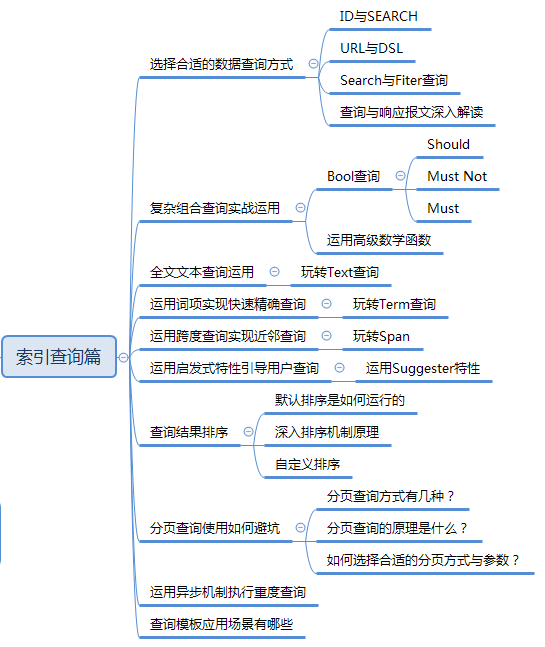 索引查询篇
选择合适的数据查询方式
ID与SEARCH
URL与DSL
Search与Fiter查询
查询与响应报文深入解读
复杂组合查询实战运用
Bool查询
Should
Must Not
Must
运用高级数学函数
全文文本查询运用
玩转Text查询
运用词项实现快速精确查询
玩转Term查询
运用跨度查询实现近邻查询
玩转Span
运用启发式特性引导用户查询
运用Suggester特性
查询结果排序
默认排序是如何运行的
深入排序机制原理
自定义排序
分页查询使用如何避坑
分页查询方式有几种？
分页查询的原理是什么？
如何选择合适的分页方式与参数？
运用异步机制执行重度查询
查询模板应用场景有哪些